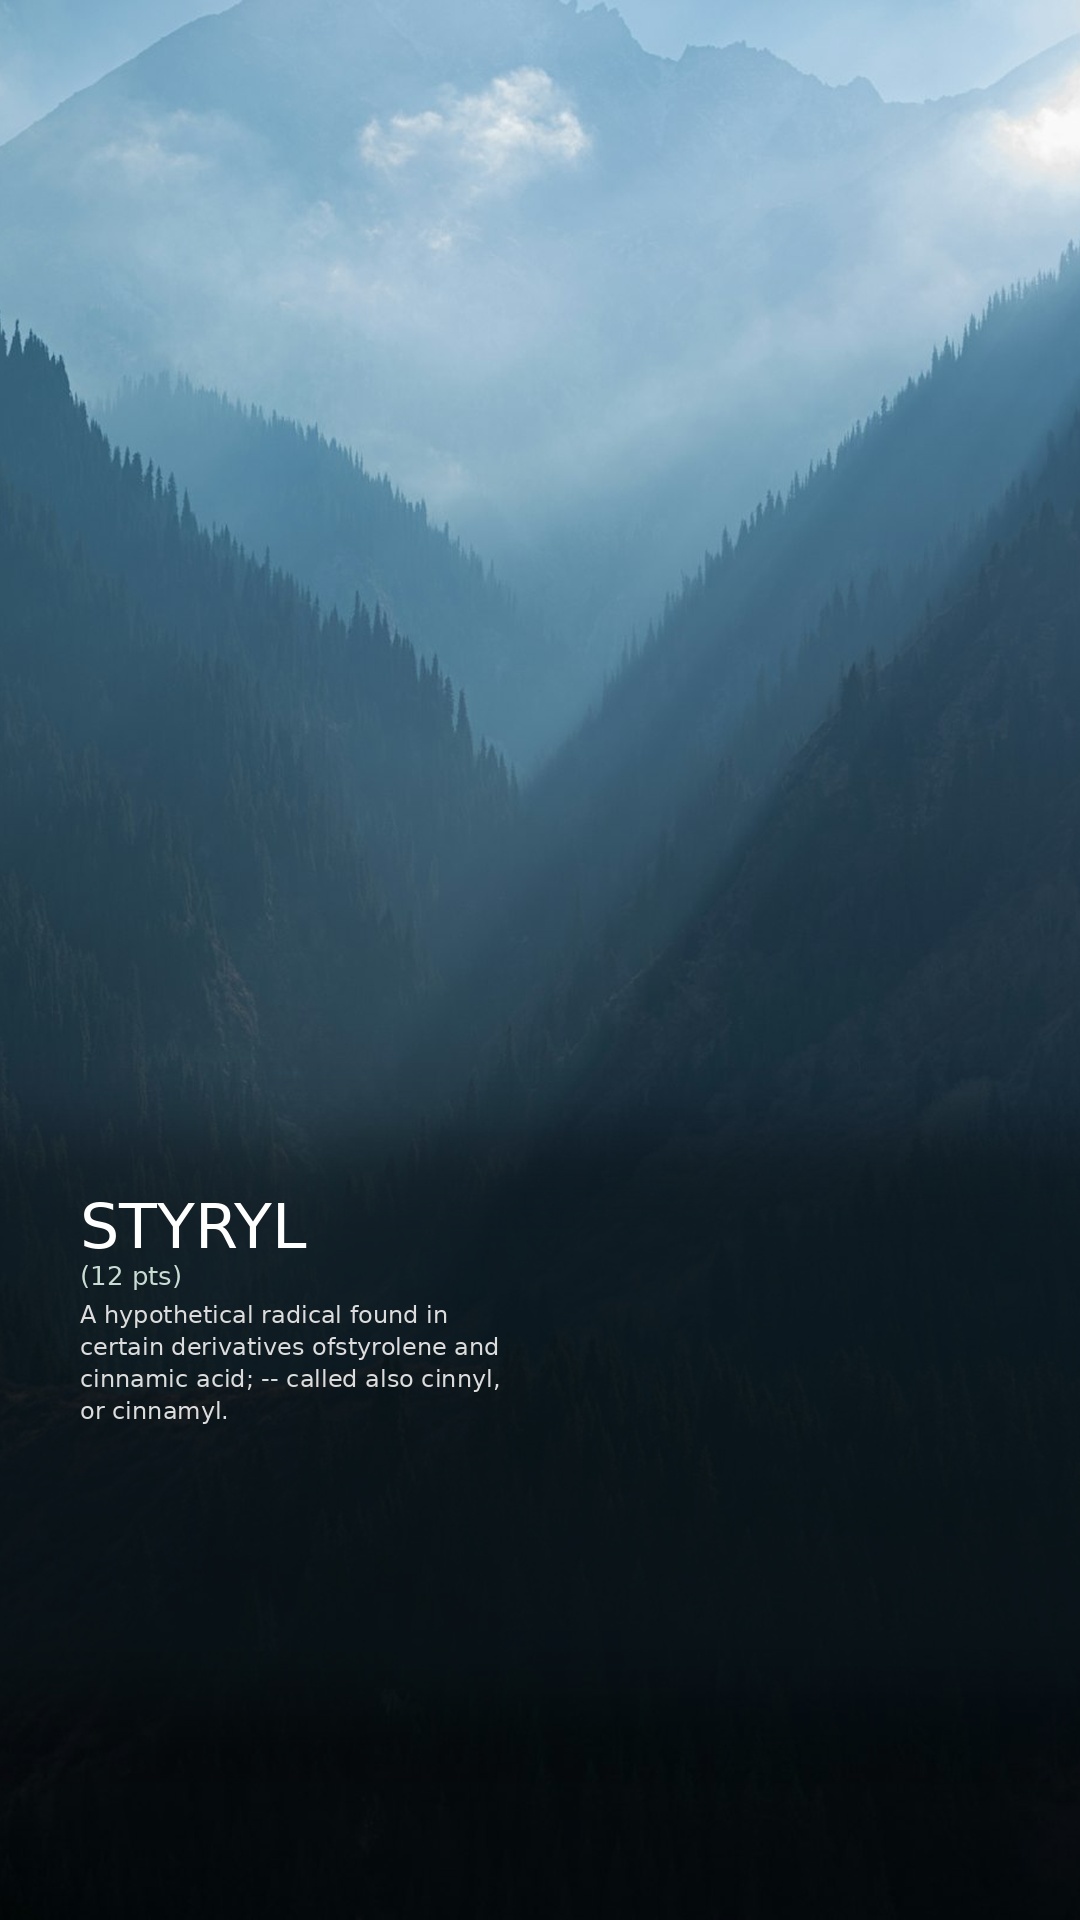 STYRYL
(12 pts)
A hypothetical radical found in
certain derivatives ofstyrolene and
cinnamic acid; -- called also cinnyl,
or cinnamyl.